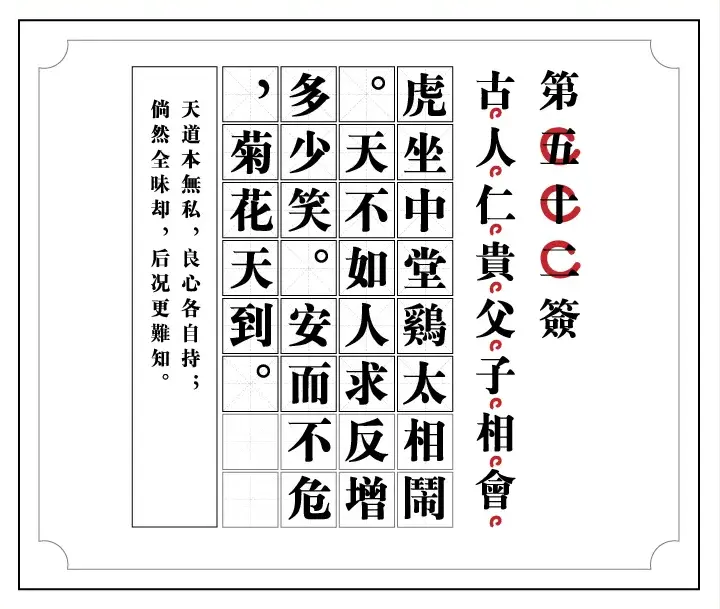 第五十二簽
古人仁貴父子相會
虎坐中堂鷄太相鬧
。天不如人求反增
多少笑。安而不危
，菊花天到。
天道本無私，良心各自持；
倘然全昧却，后况更難知。